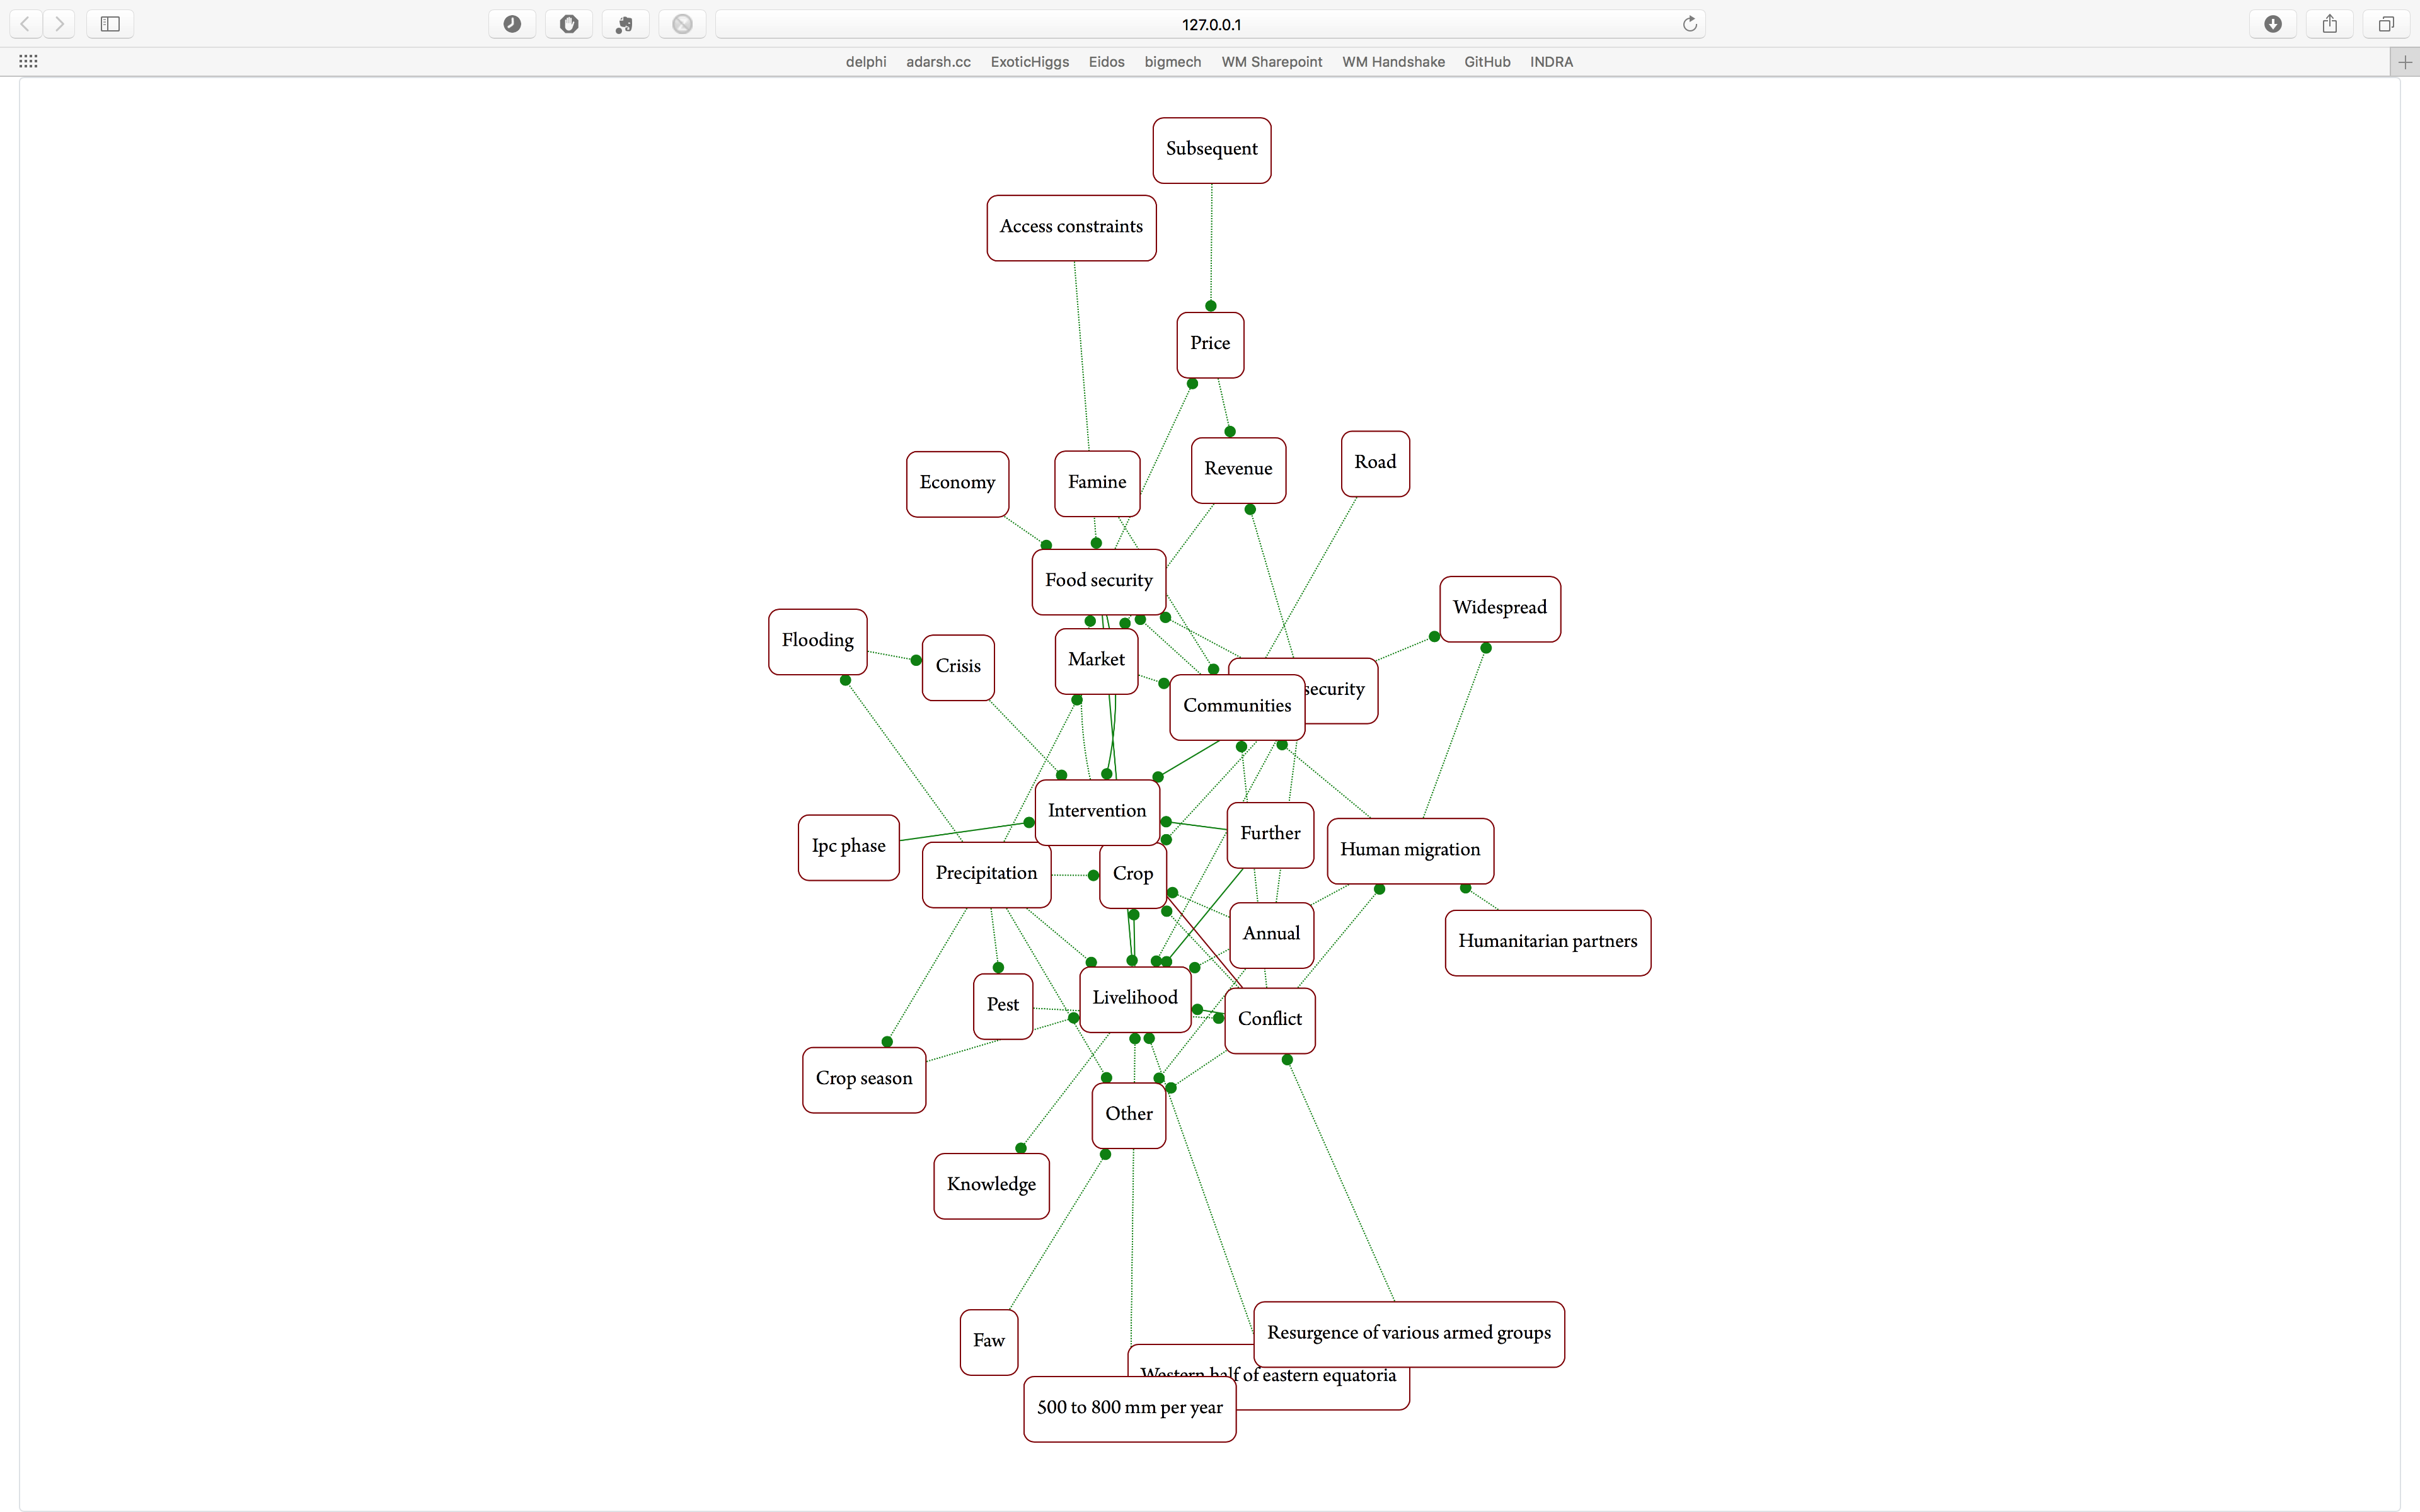 127.0.0.1
delphi adarsh.cc ExoticHiggs Eidos bigmech WM Sharepoint WM Handshake GitHub INDRA
Subsequent
Access constraints
Price
Road
Revenue
Economy
Famine
Food security
Widespread
Flooding
Market
Crisis
security
Communities
Intervention
Further
Ipc phase
Human migration
Precipitation
Crop
Annual
Humanitarian partners
Livelihood
Pest
Conflict
Crop season
Other
Knowledge
Resurgence of various armed groups
Faw
Western half of eastern equatoria
500 to 800 mm per year